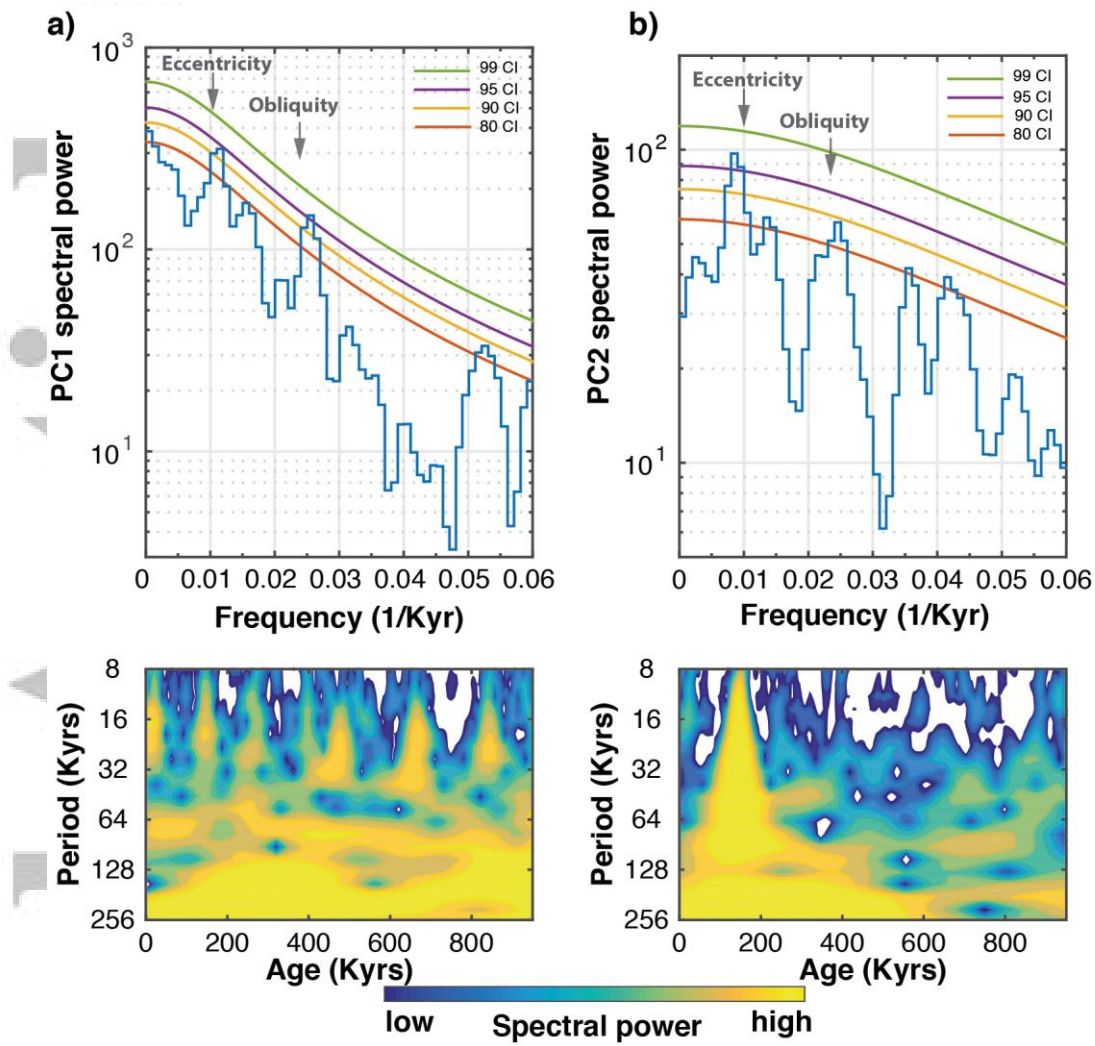 a)
b)
PC1 spectral power
10³
10²
10¹
Eccentricity
Obliquity
99 CI
95 CI
90 CI
80 CI
0 0.01 0.02 0.03 0.04 0.05 0.06
Frequency (1/Kyr)
PC2 spectral power
10²
10¹
Eccentricity
Obliquity
99 CI
95 CI
90 CI
80 CI
0 0.01 0.02 0.03 0.04 0.05 0.06
Frequency (1/Kyr)
Period (Kyrs)
8
16
32
64
128
256
0 200 400 600 800
Age (Kyrs)
Period (Kyrs)
8
16
32
64
128
256
0 200 400 600 800
Age (Kyrs)
low Spectral power high